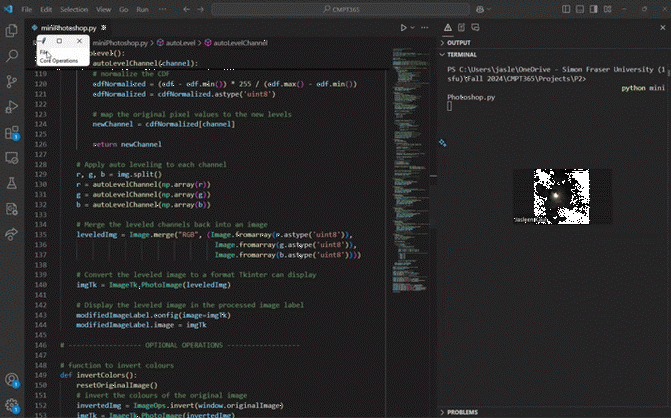 CMPT365
miniPhotoshop.py
miniPhotoshop.py > autoLevel > autoLevelChannel
File
Core Operations
autoLevelChannel(channel):
119 # normalize the CDF
120 cdfNormalized = (cdf - cdf.min()) * 255 / (cdf.max() - cdf.min())
121 cdfNormalized = cdfNormalized.astype('uint8')
122
123 # map the original pixel values to the new levels
124 newChannel = cdfNormalized[channel]
125
126 return newChannel
127
128 # Apply auto leveling to each channel
129 r, g, b = img.split()
130 r = autoLevelChannel(np.array(r))
131 g = autoLevelChannel(np.array(g))
132 b = autoLevelChannel(np.array(b))
133
134 # Merge the leveled channels back into an image
135 leveledImg = Image.merge("RGB", (Image.fromarray(r.astype('uint8')),
136 Image.fromarray(g.astype('uint8')),
137 Image.fromarray(b.astype('uint8'))))
138
139 # Convert the leveled image to a format Tkinter can display
140 imgTk = ImageTk.PhotoImage(leveledImg)
141
142 # Display the leveled image in the processed image label
143 modifiedImageLabel.config(image=imgTk)
144 modifiedImageLabel.image = imgTk
145
146 # ------------------ OPTIONAL OPERATIONS ------------------
147
148 # function to invert colours
149 def invertColors():
150 resetOriginalImage()
151 # invert the colours of the original image
152 invertedImg = ImageOps.invert(window.originalImage)
153 imgTk = ImageTk.PhotoImage(invertedImg)
OUTPUT
TERMINAL
PS C:\Users\jasle\OneDrive - Simon Fraser University (1
sfu)\Fall 2024\CMPT365\Projects\P2>
python mini
Photoshop.py
PROBLEMS